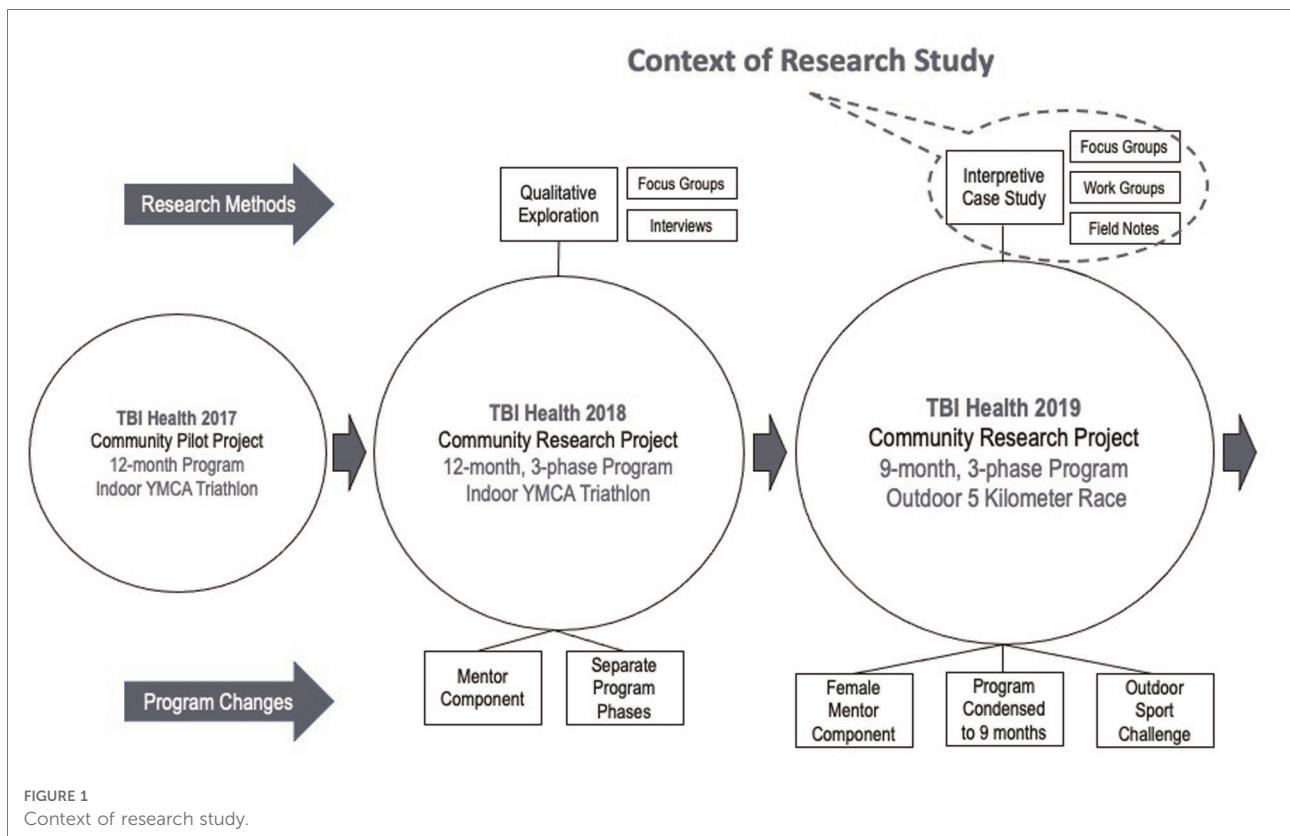 Context of Research Study
Research Methods
Qualitative
Exploration
Focus Groups
Interviews
Interpretive
Case Study
Focus Groups
Work Groups
Field Notes
TBI Health 2017
Community Pilot Project
12-month Program
Indoor YMCA Triathlon
TBI Health 2018
Community Research Project
12-month, 3-phase Program
Indoor YMCA Triathlon
TBI Health 2019
Community Research Project
9-month, 3-phase Program
Outdoor 5 Kilometer Race
Program Changes
Mentor
Component
Separate
Program
Phases
Female
Mentor
Component
Program
Condensed
to 9 months
Outdoor
Sport
Challenge
FIGURE 1
Context of research study.